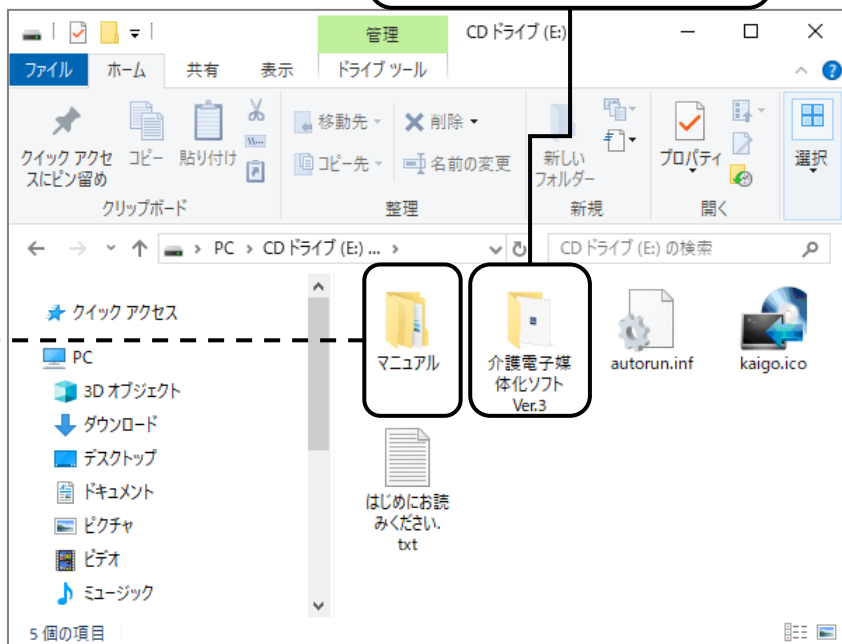 管理
CD ドライブ (E:)
ファイル
ホーム
共有
表示
ドライブ ツール
クイック アクセ
スにピン留め
コピー
貼り付け
移動先
コピー先
削除
名前の変更
新しい
フォルダー
プロパティ
選択
クリップボード
整理
新規
開く
PC
CD ドライブ (E:) ...
CD ドライブ (E:) の検索
クイック アクセス
PC
3D オブジェクト
ダウンロード
デスクトップ
ドキュメント
ピクチャ
ビデオ
ミュージック
マニュアル
介護電子媒
体化ソフト
Ver.3
autorun.inf
kaigo.ico
はじめにお読
みください.
txt
5 個の項目